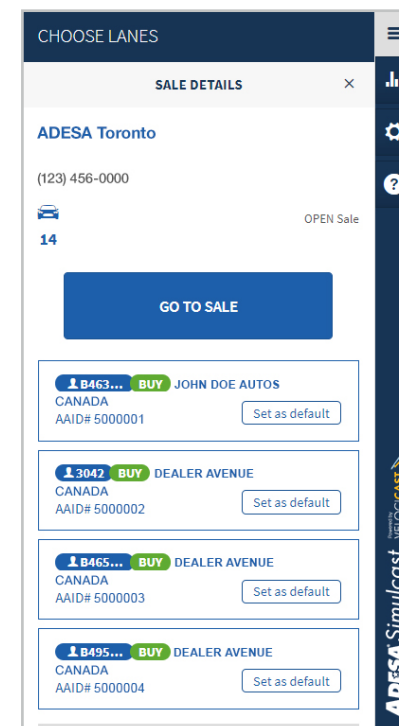 CHOOSE LANES
SALE DETAILS ×
ADESA Toronto
(123) 456-0000
OPEN Sale
14
GO TO SALE
B463... BUY JOHN DOE AUTOS
CANADA
AAID# 5000001 Set as default
3042 BUY DEALER AVENUE
CANADA
AAID# 5000002 Set as default
B465... BUY DEALER AVENUE
CANADA
AAID# 5000003 Set as default
B495... BUY DEALER AVENUE
CANADA
AAID# 5000004 Set as default
?
ADESA Simulcast
Powered by
VELOCICAST